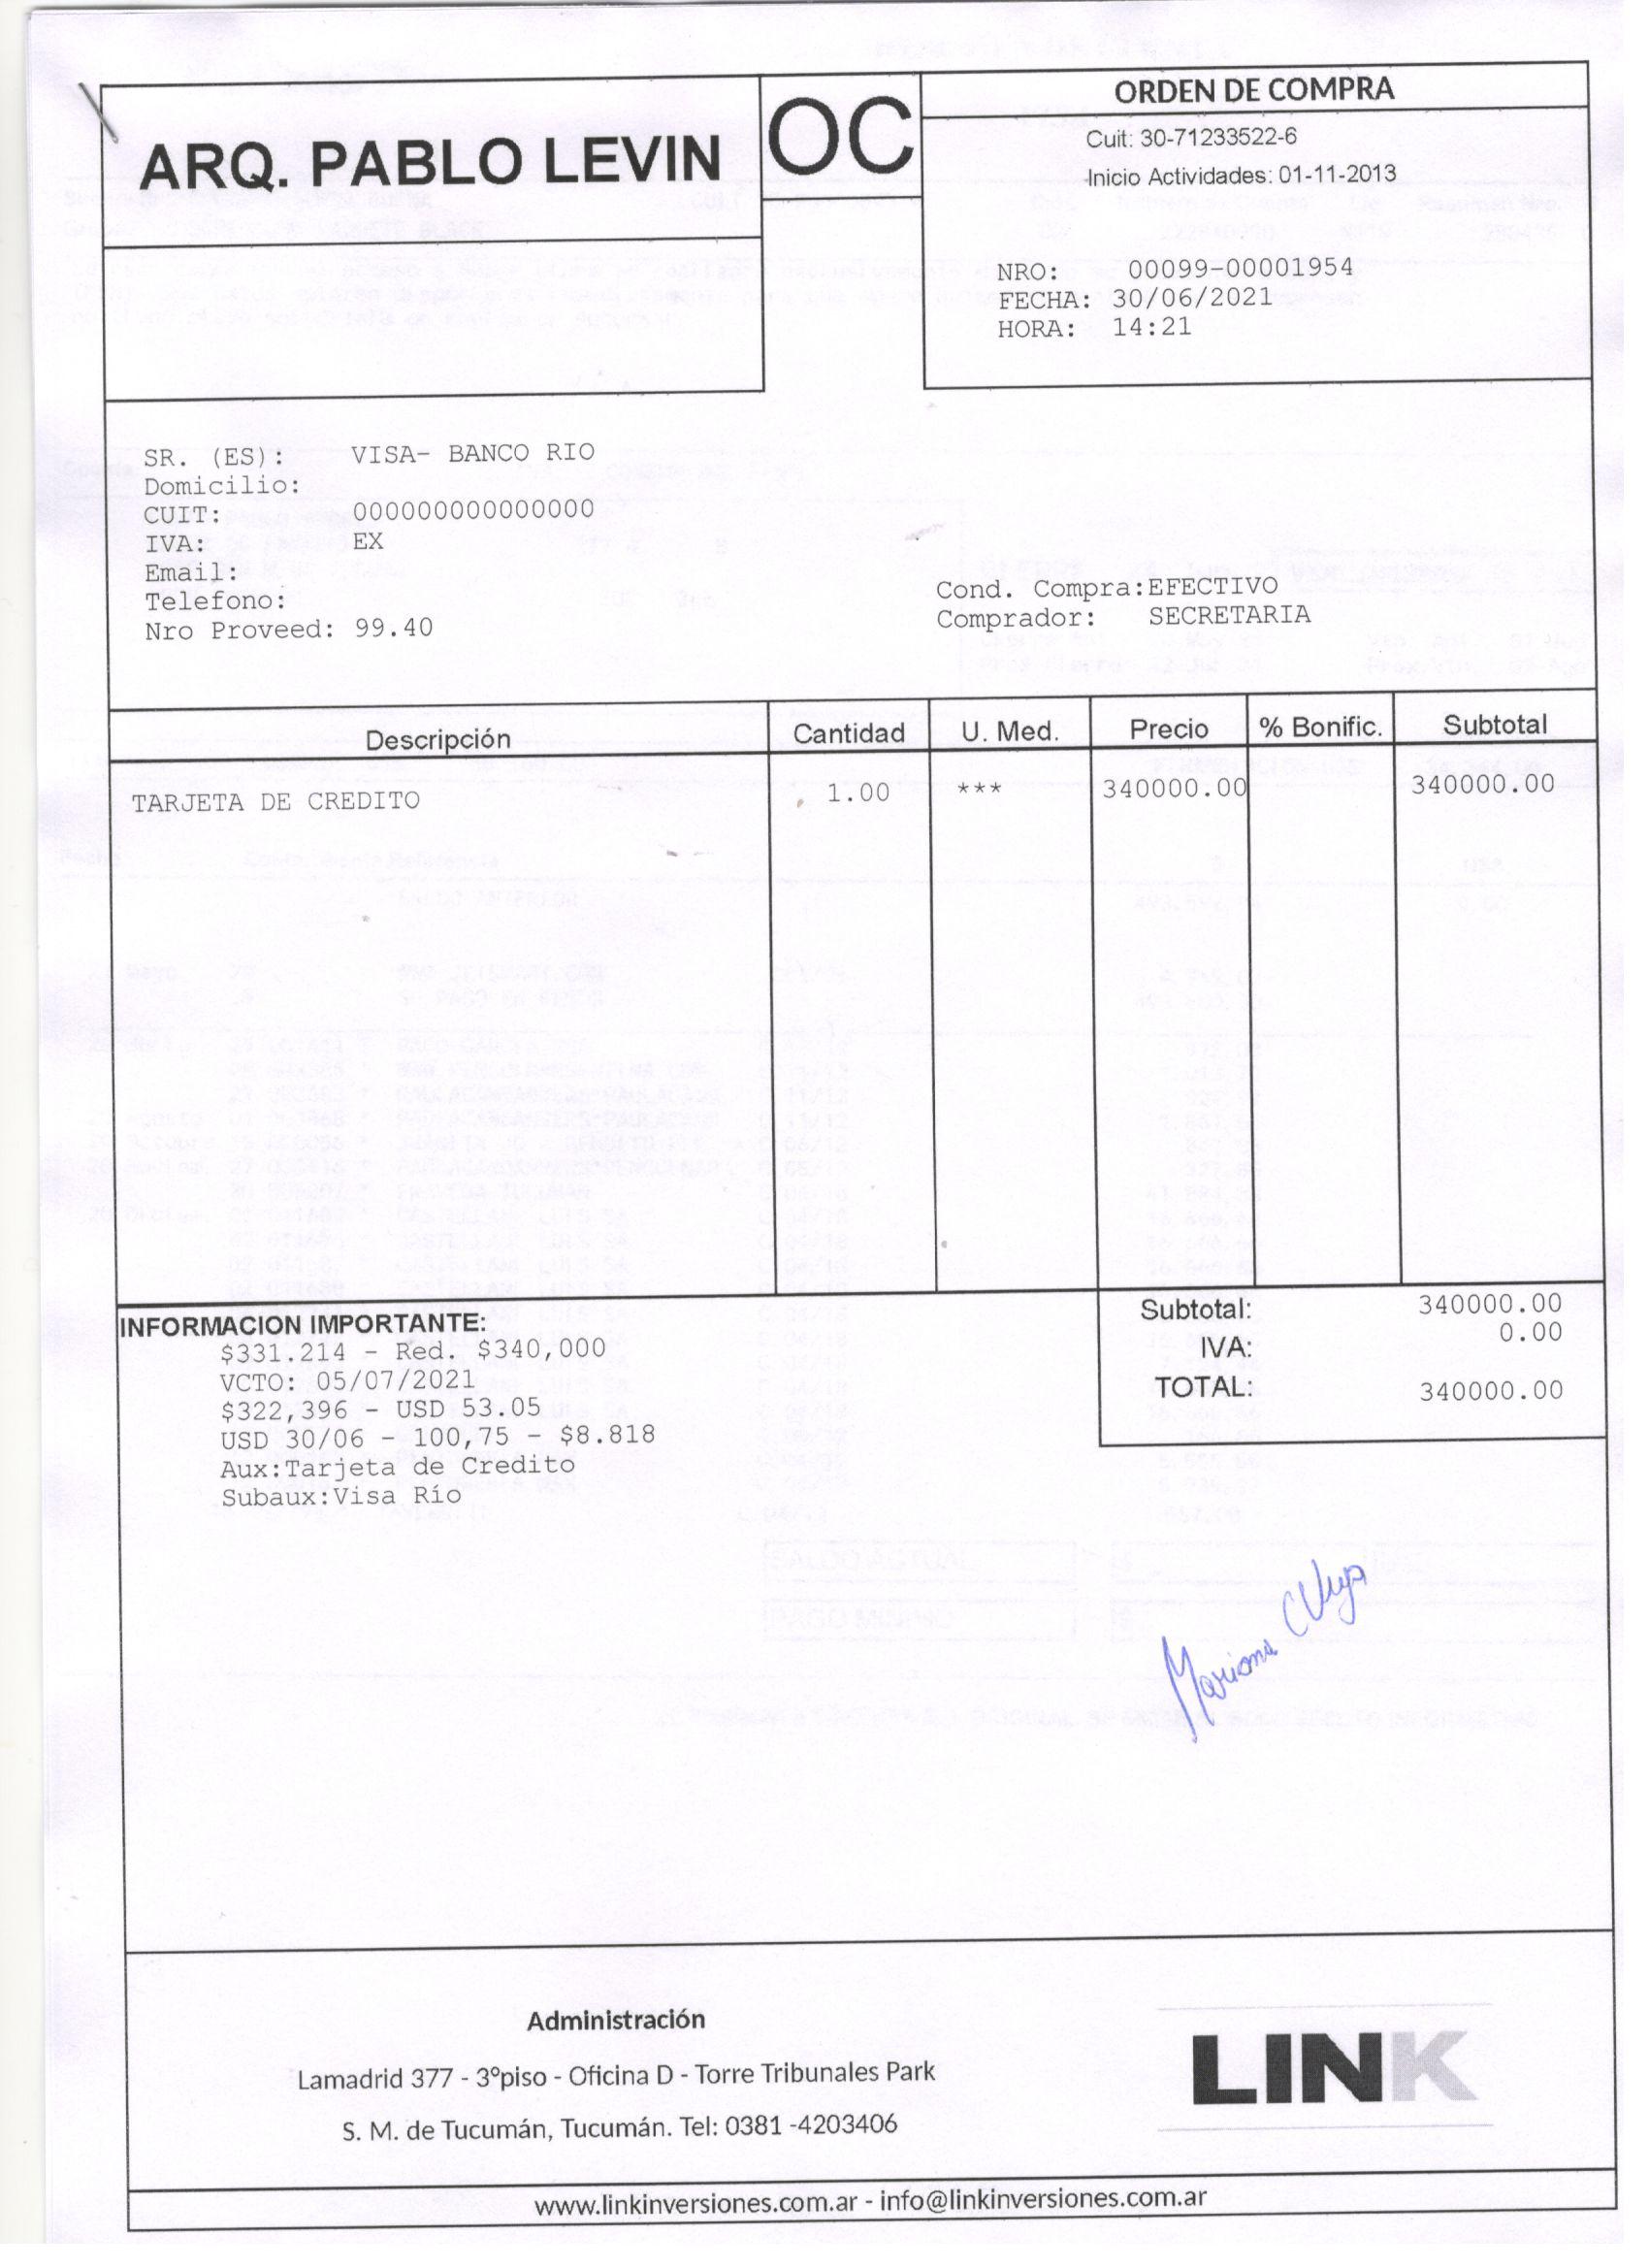 ORDEN DE COMPRA
ARQ. PABLO LEVIN
OC
Cuit: 30-71233522-6
Inicio Actividades: 01-11-2013
NRO: 00099-00001954
FECHA: 30/06/2021
HORA: 14:21
SR. (ES): VISA- BANCO RIO
Domicilio:
CUIT: 000000000000000
IVA: EX
Email:
Telefono:
Nro Proveed: 99.40
Cond. Compra:EFECTIVO
Comprador: SECRETARIA
Descripción Cantidad U. Med. Precio % Bonific. Subtotal
TARJETA DE CREDITO 1.00 *** 340000.00 340000.00
Subtotal: 340000.00
IVA: 0.00
TOTAL: 340000.00
INFORMACION IMPORTANTE:
$331.214 - Red. $340,000
VCTO: 05/07/2021
$322,396 - USD 53.05
USD 30/06 - 100,75 - $8.818
Aux:Tarjeta de Credito
Subaux:Visa Río
Mariana
Administración
Lamadrid 377 - 3ºpiso - Oficina D - Torre Tribunales Park
S. M. de Tucumán, Tucumán. Tel: 0381 -4203406
LINK
www.linkinversiones.com.ar - info@linkinversiones.com.ar